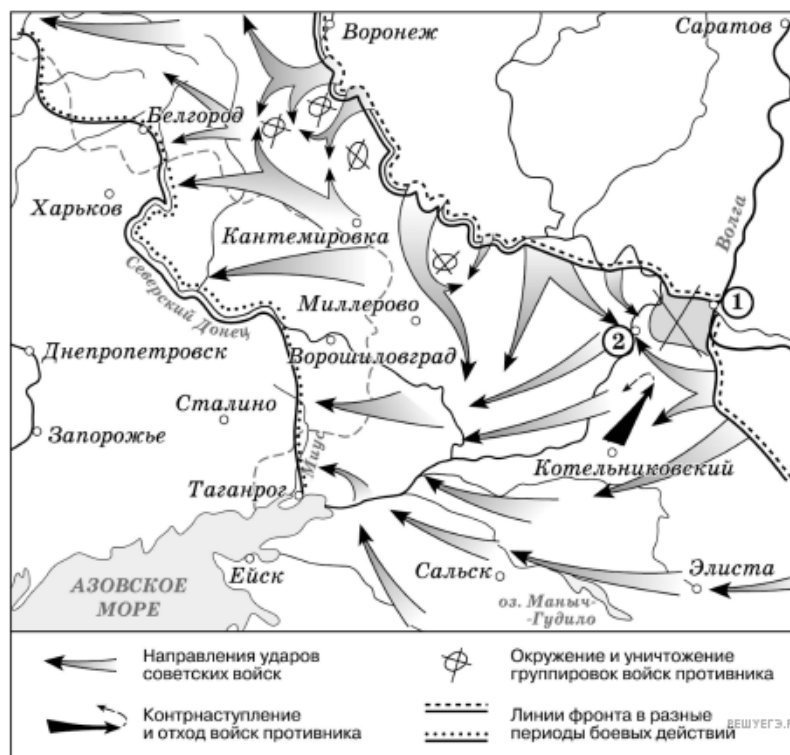 Воронеж
Саратов
Белгород
Харьков
Кантемировка
Волга
Северский Донец
Миллерово
1
Днепропетровск
Ворошиловград
2
Сталино
Запорожье
Миус
Котельниковский
Таганрог
Ейск
Сальск
Элиста
АЗОВСКОЕ
МОРЕ
оз. Маныч-
-Гудило
Направления ударов
советских войск
Окружение и уничтожение
группировок войск противника
Контрнаступление
и отход войск противника
Линии фронта в разные
периоды боевых действий